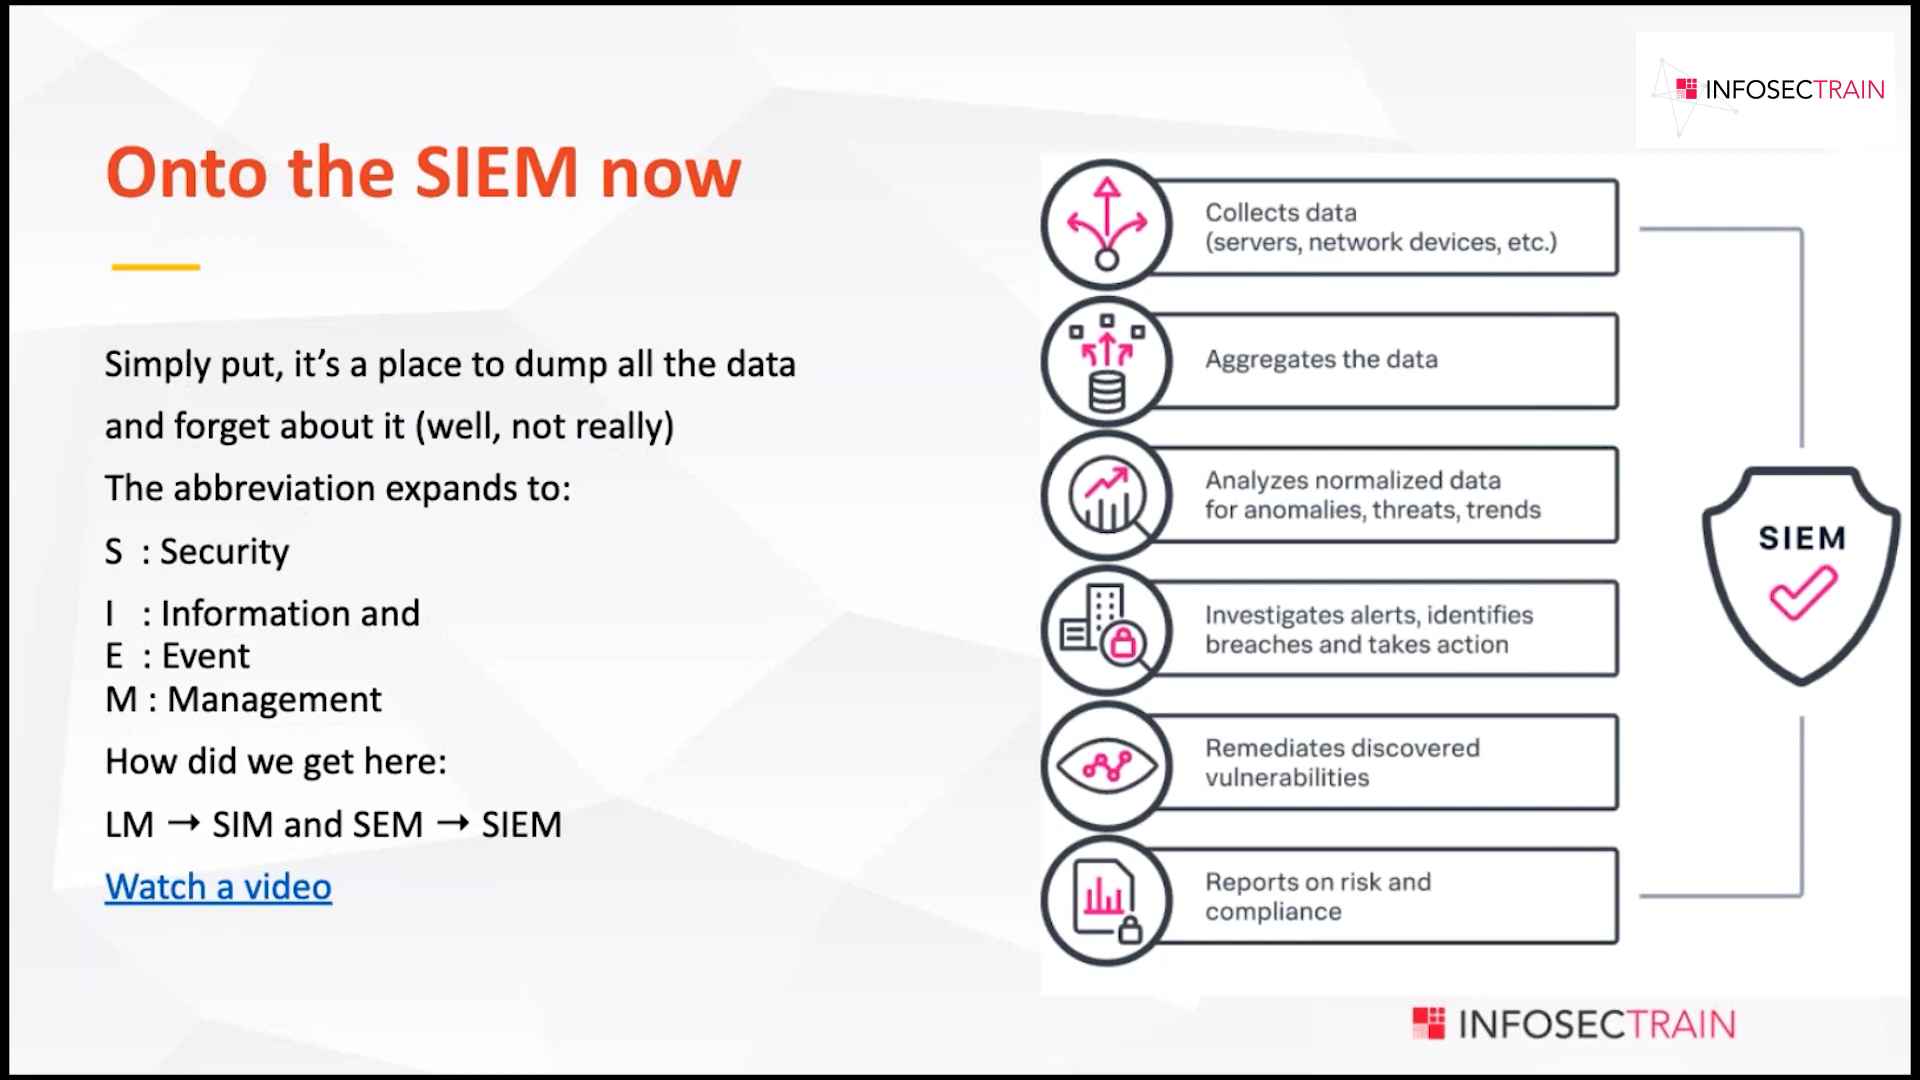 INFOSECTRAIN
Onto the SIEM now
Simply put, it’s a place to dump all the data
and forget about it (well, not really)
The abbreviation expands to:
S : Security
I : Information and
E : Event
M : Management
How did we get here:
LM → SIM and SEM → SIEM
Watch a video
Collects data
(servers, network devices, etc.)
Aggregates the data
Analyzes normalized data
for anomalies, threats, trends
Investigates alerts, identifies
breaches and takes action
Remediates discovered
vulnerabilities
Reports on risk and
compliance
SIEM
INFOSECTRAIN